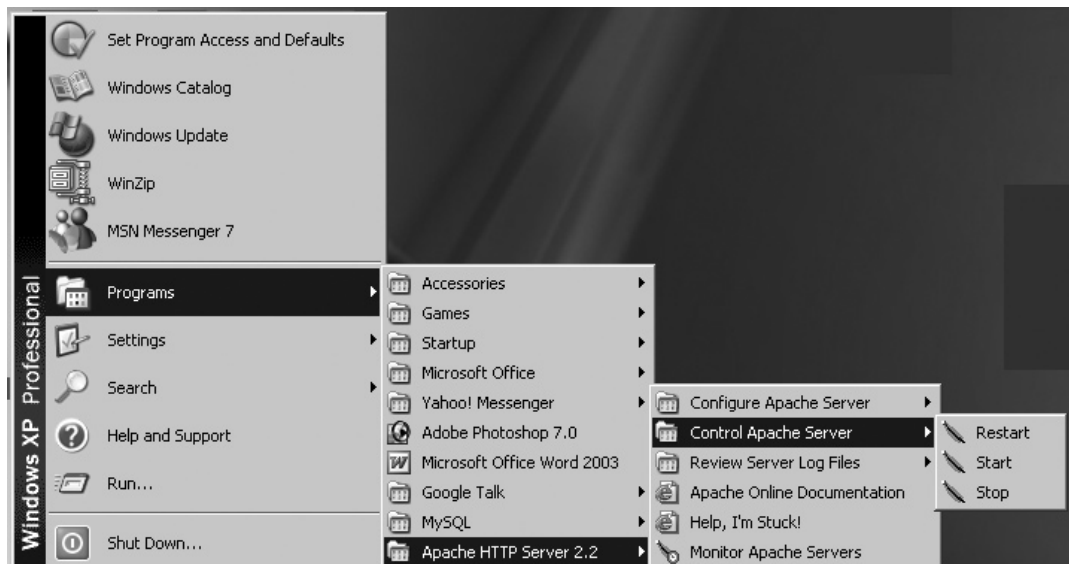 Set Program Access and Defaults
Windows Catalog
Windows Update
WinZip
MSN Messenger 7
Programs
Settings
Search
Help and Support
Run...
Shut Down...
Windows XP Professional
Accessories
Games
Startup
Microsoft Office
Yahoo! Messenger
Adobe Photoshop 7.0
Microsoft Office Word 2003
Google Talk
MySQL
Apache HTTP Server 2.2
Configure Apache Server
Control Apache Server
Review Server Log Files
Apache Online Documentation
Help, I'm Stuck!
Monitor Apache Servers
Restart
Start
Stop